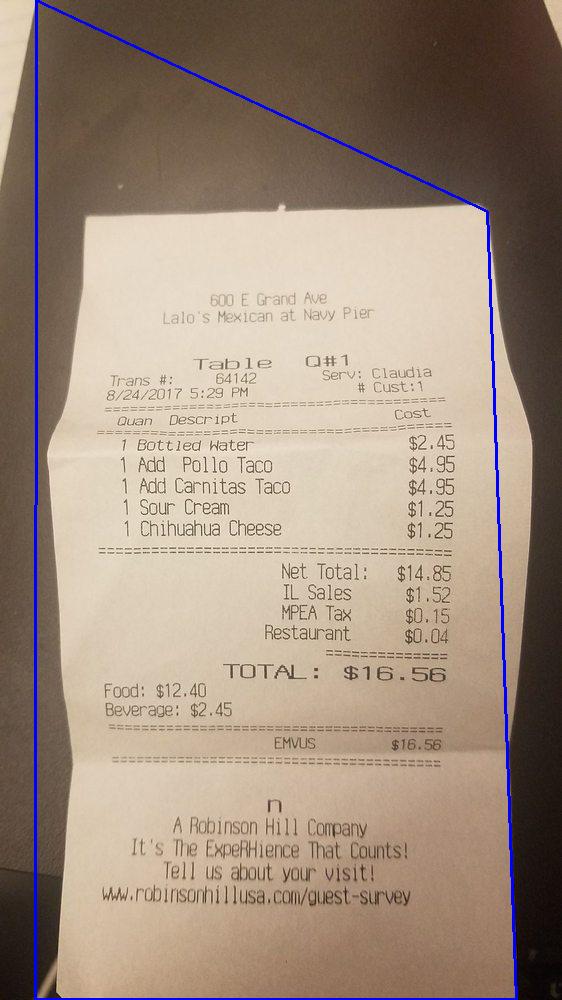 600 E Grand Ave
Lalo's Mexican at Navy Pier
Table Q#1
Trans #: 64142 Serv: Claudia
8/24/2017 5:29 PM # Cust:1
================================
Quan Descript Cost
================================
1 Bottled Water $2.45
1 Add Pollo Taco $4.95
1 Add Carnitas Taco $4.95
1 Sour Cream $1.25
1 Chihuahua Cheese $1.25
================================
Net Total: $14.85
IL Sales $1.52
MPEA Tax $0.15
Restaurant $0.04
==============
TOTAL: $16.56
Food: $12.40
Beverage: $2.45
================================
EMVUS $16.56
================================
n
A Robinson Hill Company
It's The ExpeRHience That Counts!
Tell us about your visit!
www.robinsonhillusa.com/guest-survey